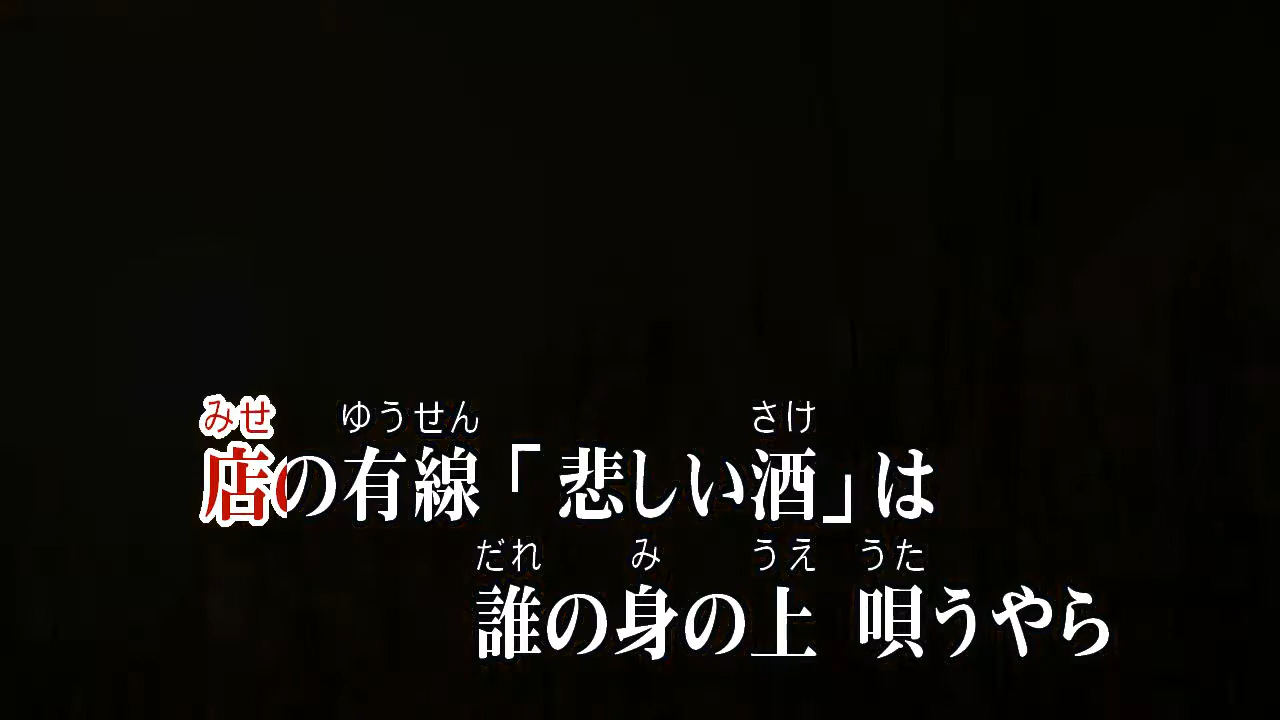 みせ ゆうせん さけ
店の有線「悲しい酒」は
だれ み うえ うた
誰の身の上 唄うやら